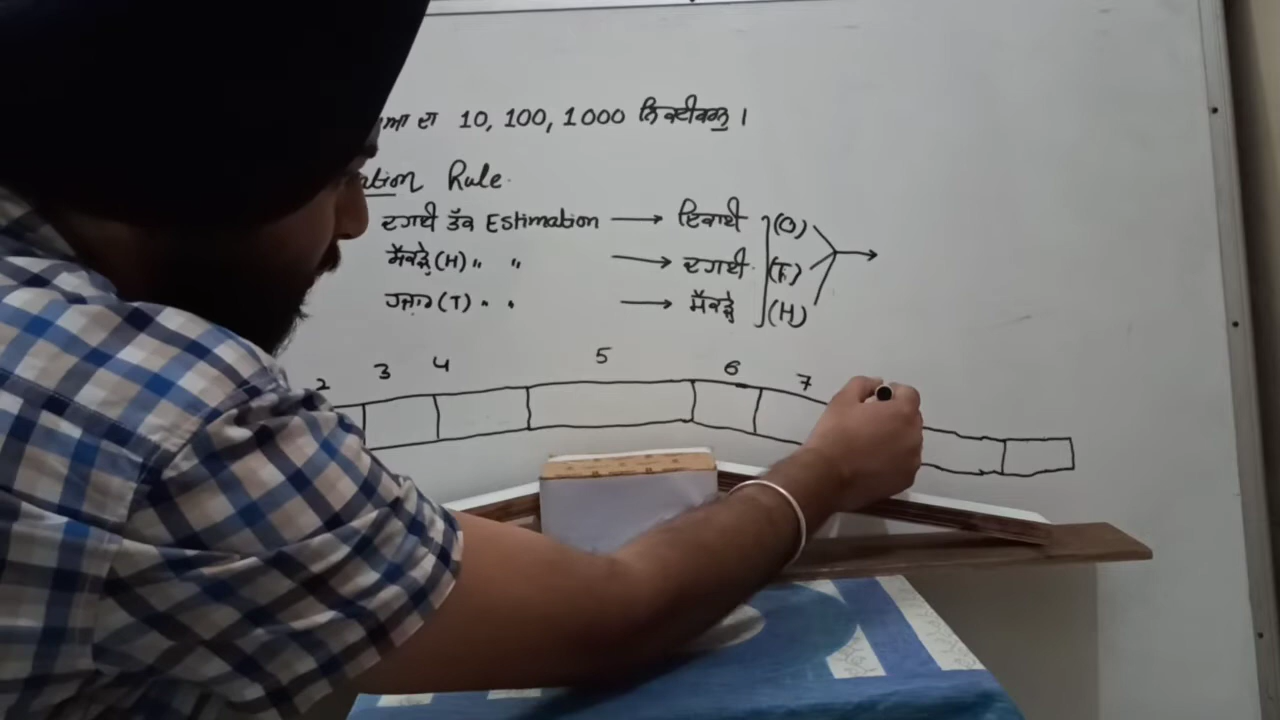 ਦਾ 10, 100, 1000 ਨਿਕਟੀਕਰਨ ।
ation Rule.
ਦਹਾਈ ਤੱਕ Estimation → ਇਕਾਈ (O) →
ਸੈਂਕੜੇ (H) " " → ਦਹਾਈ (T)
ਹਜ਼ਾਰ (T) " " → ਸੈਂਕੜੇ (H)
2 3 4 5 6 7